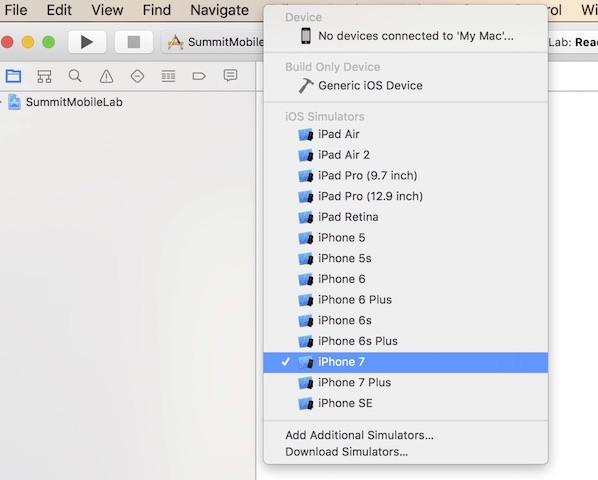 File Edit View Find Navigate rol Wi
Device
No devices connected to 'My Mac'...
SummitMobileLa Lab: Rea
Build Only Device
Generic iOS Device
SummitMobileLab
iOS Simulators
iPad Air
iPad Air 2
iPad Pro (9.7 inch)
iPad Pro (12.9 inch)
iPad Retina
iPhone 5
iPhone 5s
iPhone 6
iPhone 6 Plus
iPhone 6s
iPhone 6s Plus
iPhone 7
iPhone 7 Plus
iPhone SE
Add Additional Simulators...
Download Simulators...